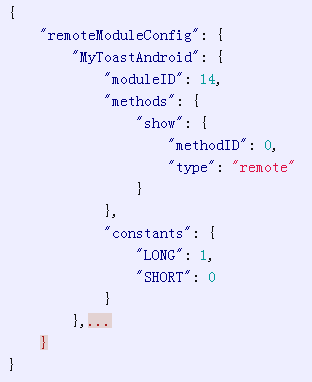 {
"remoteModuleConfig": {
"MyToastAndroid": {
"moduleID": 14,
"methods": {
"show": {
"methodID": 0,
"type": "remote"
}
},
"constants": {
"LONG": 1,
"SHORT": 0
}
},...
}
}